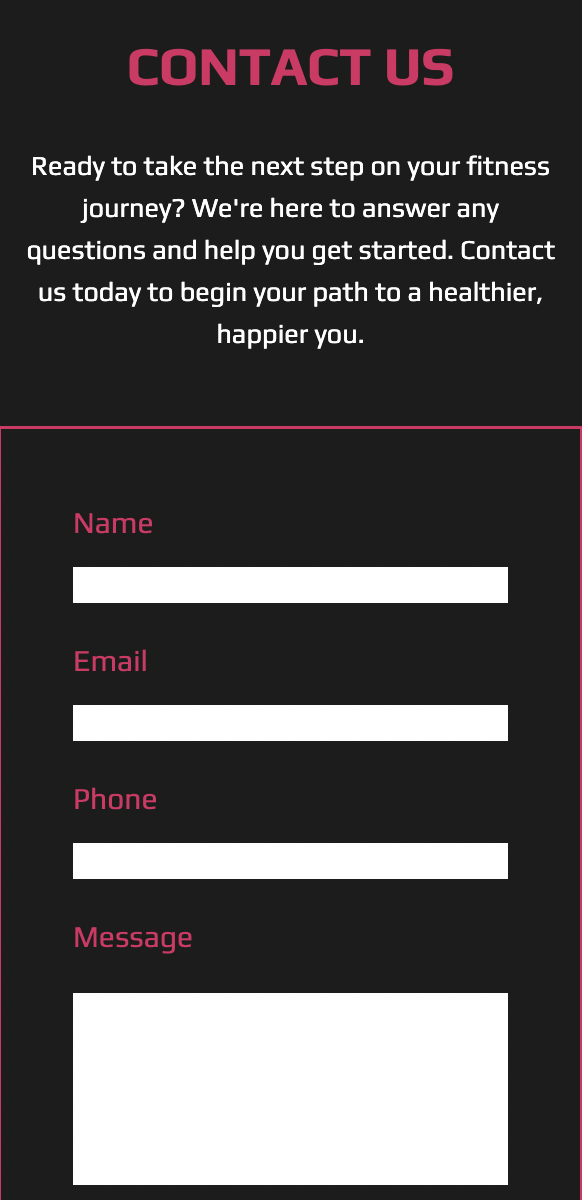 CONTACT US
Ready to take the next step on your fitness
journey? We're here to answer any
questions and help you get started. Contact
us today to begin your path to a healthier,
happier you.
Name
Email
Phone
Message